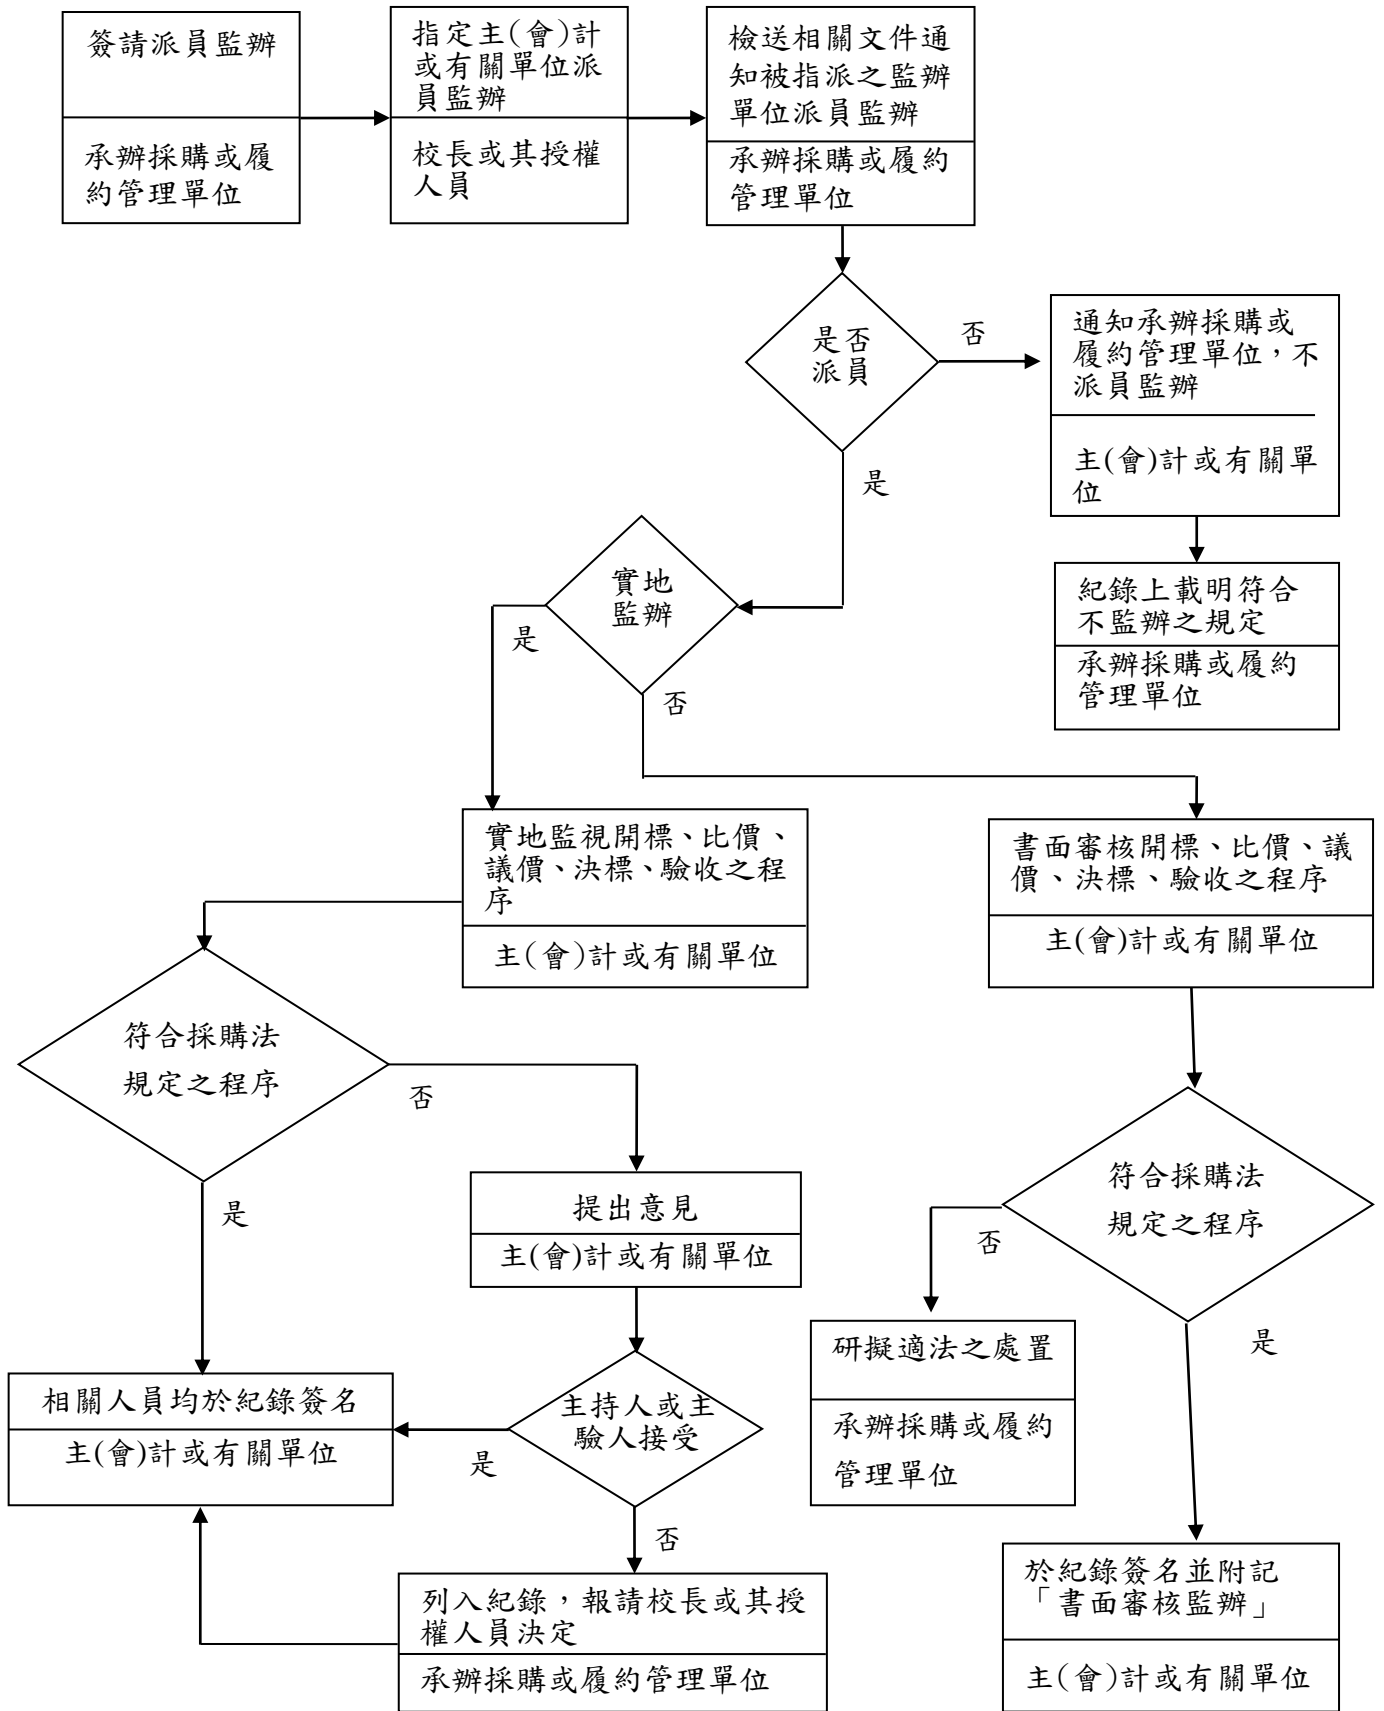 簽請派員監辦
承辦採購或履
約管理單位
指定主(會)計
或有關單位派
員監辦
校長或其授權
人員
檢送相關文件通
知被指派之監辦
單位派員監辦
承辦採購或履約
管理單位
是否
派員
否
是
通知承辦採購或
履約管理單位，不
派員監辦
主(會)計或有關單
位
紀錄上載明符合
不監辦之規定
承辦採購或履約
管理單位
實地
監辦
是
否
實地監視開標、比價、
議價、決標、驗收之程
序
主(會)計或有關單位
書面審核開標、比價、議
價、決標、驗收之程序
主(會)計或有關單位
符合採購法
規定之程序
否
是
提出意見
主(會)計或有關單位
符合採購法
規定之程序
否
是
研擬適法之處置
承辦採購或履約
管理單位
相關人員均於紀錄簽名
主(會)計或有關單位
主持人或主
驗人接受
是
否
列入紀錄，報請校長或其授
權人員決定
承辦採購或履約管理單位
於紀錄簽名並附記
「書面審核監辦」
主(會)計或有關單位